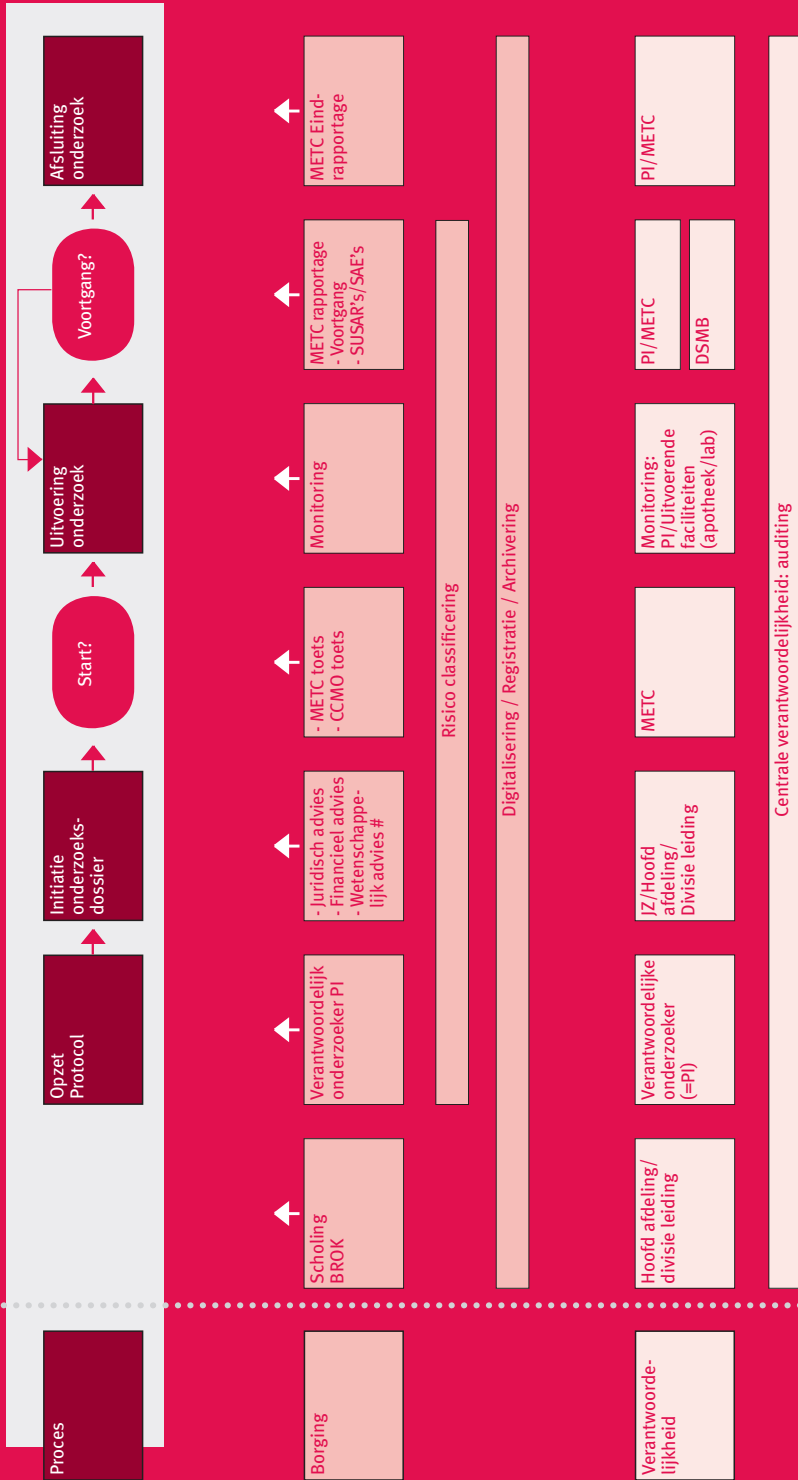 Proces
Opzet
Protocol
Initiatie
onderzoeks-
dossier
Start?
Uitvoering
onderzoek
Voortgang?
Afsluiting
onderzoek
Borging
Scholing
BROK
Verantwoordelijk
onderzoeker PI
- Juridisch advies
- Financieel advies
- Wetenschappe-
lijk advies #
- METC toets
- CCMO toets
Monitoring
METC rapportage
- Voortgang
- SUSAR's/SAE's
METC Eind-
rapportage
Risico classificering
Digitalisering / Registratie / Archivering
Verantwoorde-
lijkheid
Hoofd afdeling/
divisie leiding
Verantwoordelijke
onderzoeker
(=PI)
JZ/Hoofd
afdeling/
Divisie leiding
METC
Monitoring:
PI/Uitvoerende
faciliteiten
(apotheek/lab)
PI/METC
DSMB
PI/METC
Centrale verantwoordelijkheid: auditing